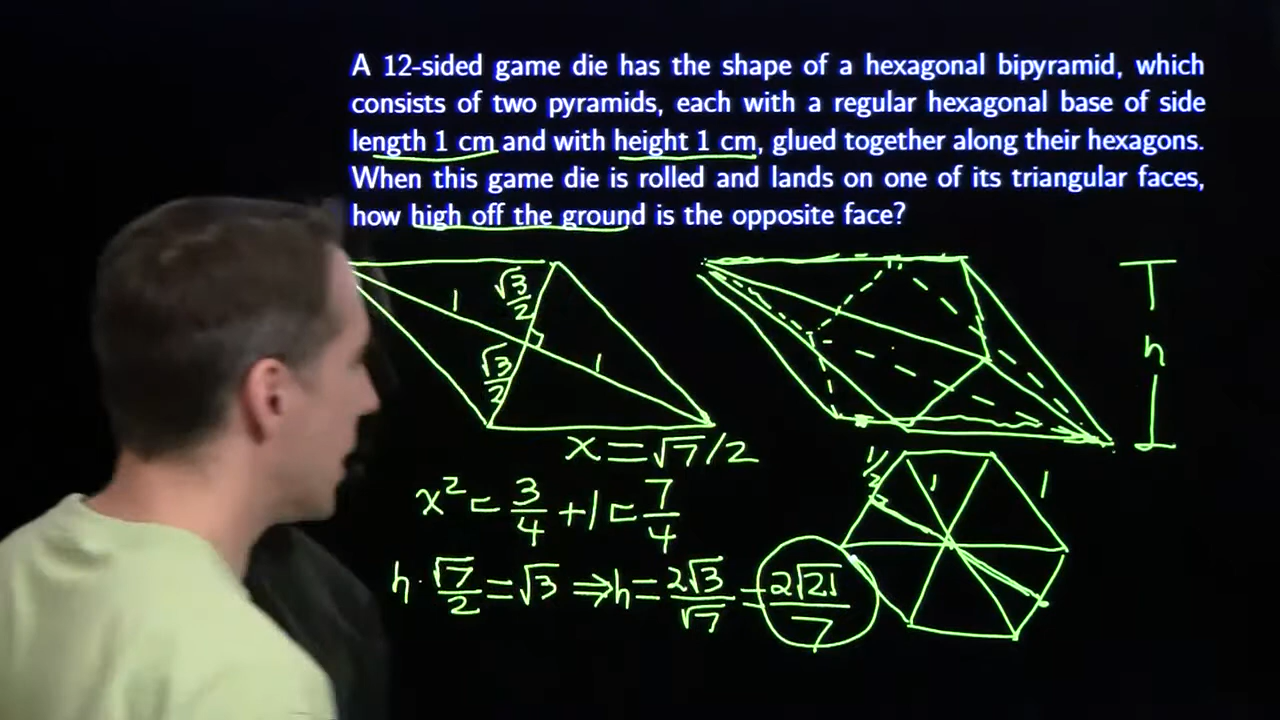 A 12-sided game die has the shape of a hexagonal bipyramid, which
consists of two pyramids, each with a regular hexagonal base of side
length 1 cm and with height 1 cm, glued together along their hexagons.
When this game die is rolled and lands on one of its triangular faces,
how high off the ground is the opposite face?
√3/2
1
√3/2
1
h
x = √7/2
1/2
1
1
x² = 3/4 + 1 = 7/4
h · √7/2 = √3 ⇒ h = 2√3/√7 = 2√21/7